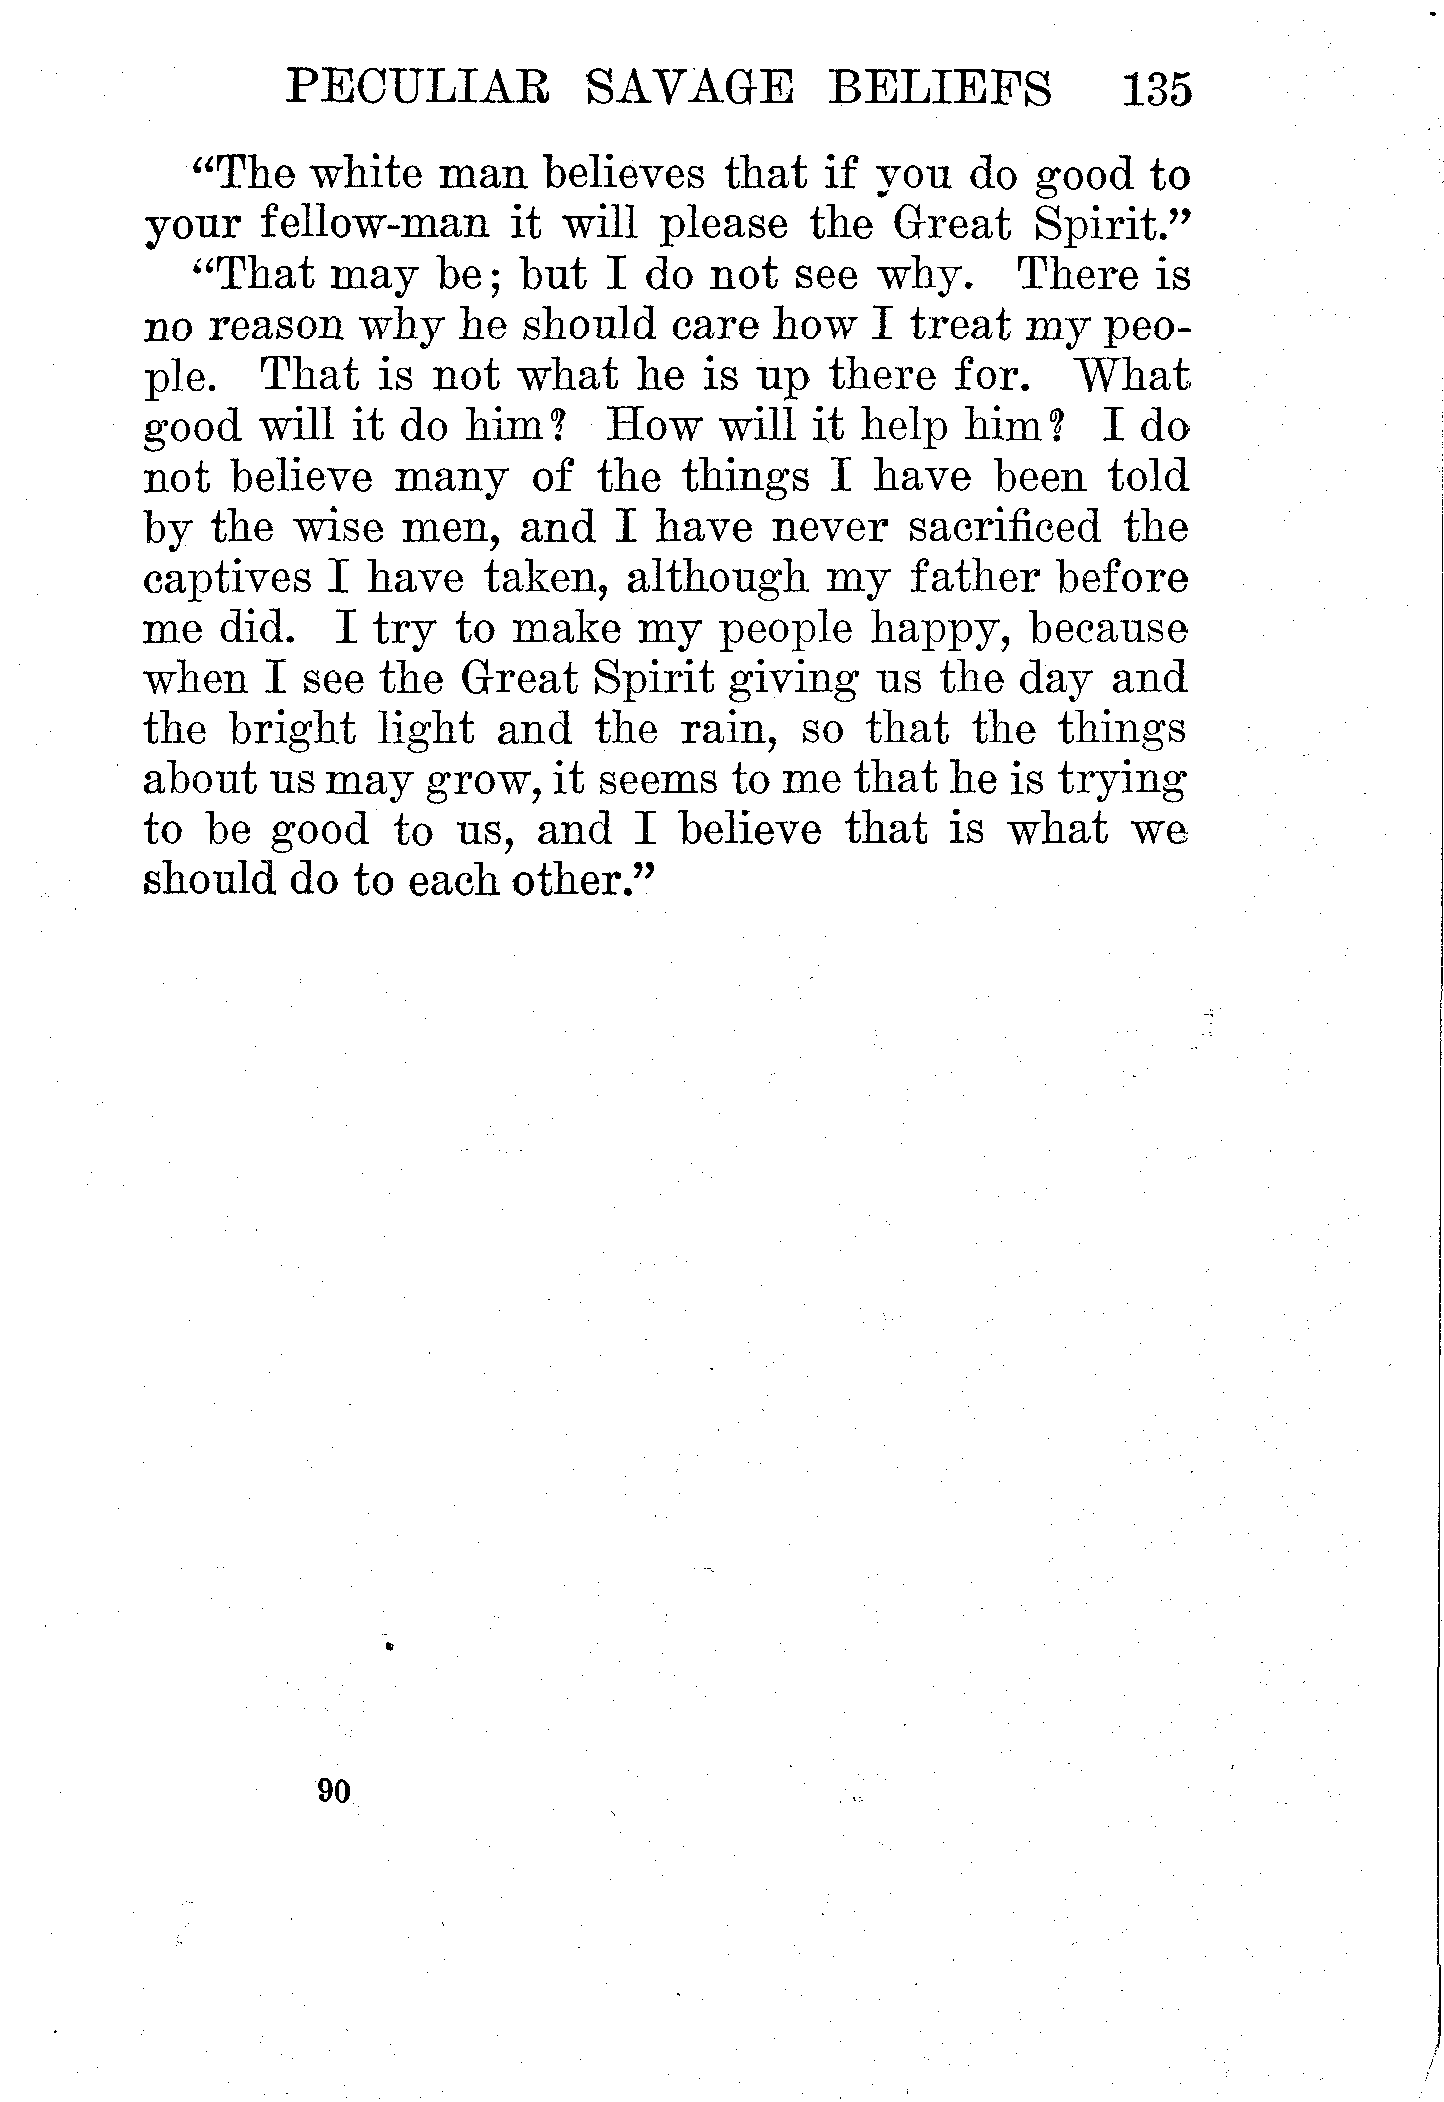 PECULIAR SAVAGE BELIEFS 135
“The white man believes that if you do good to
your fellow-man it will please the Great Spirit.”
“That may be; but I do not see why. There is
no reason why he should care how I treat my peo-
ple. That is not what he is up there for. What
good will it do him? How will it help him? I do
not believe many of the things I have been told
by the wise men, and I have never sacrificed the
captives I have taken, although my father before
me did. I try to make my people happy, because
when I see the Great Spirit giving us the day and
the bright light and the rain, so that the things
about us may grow, it seems to me that he is trying
to be good to us, and I believe that is what we
should do to each other.”
90